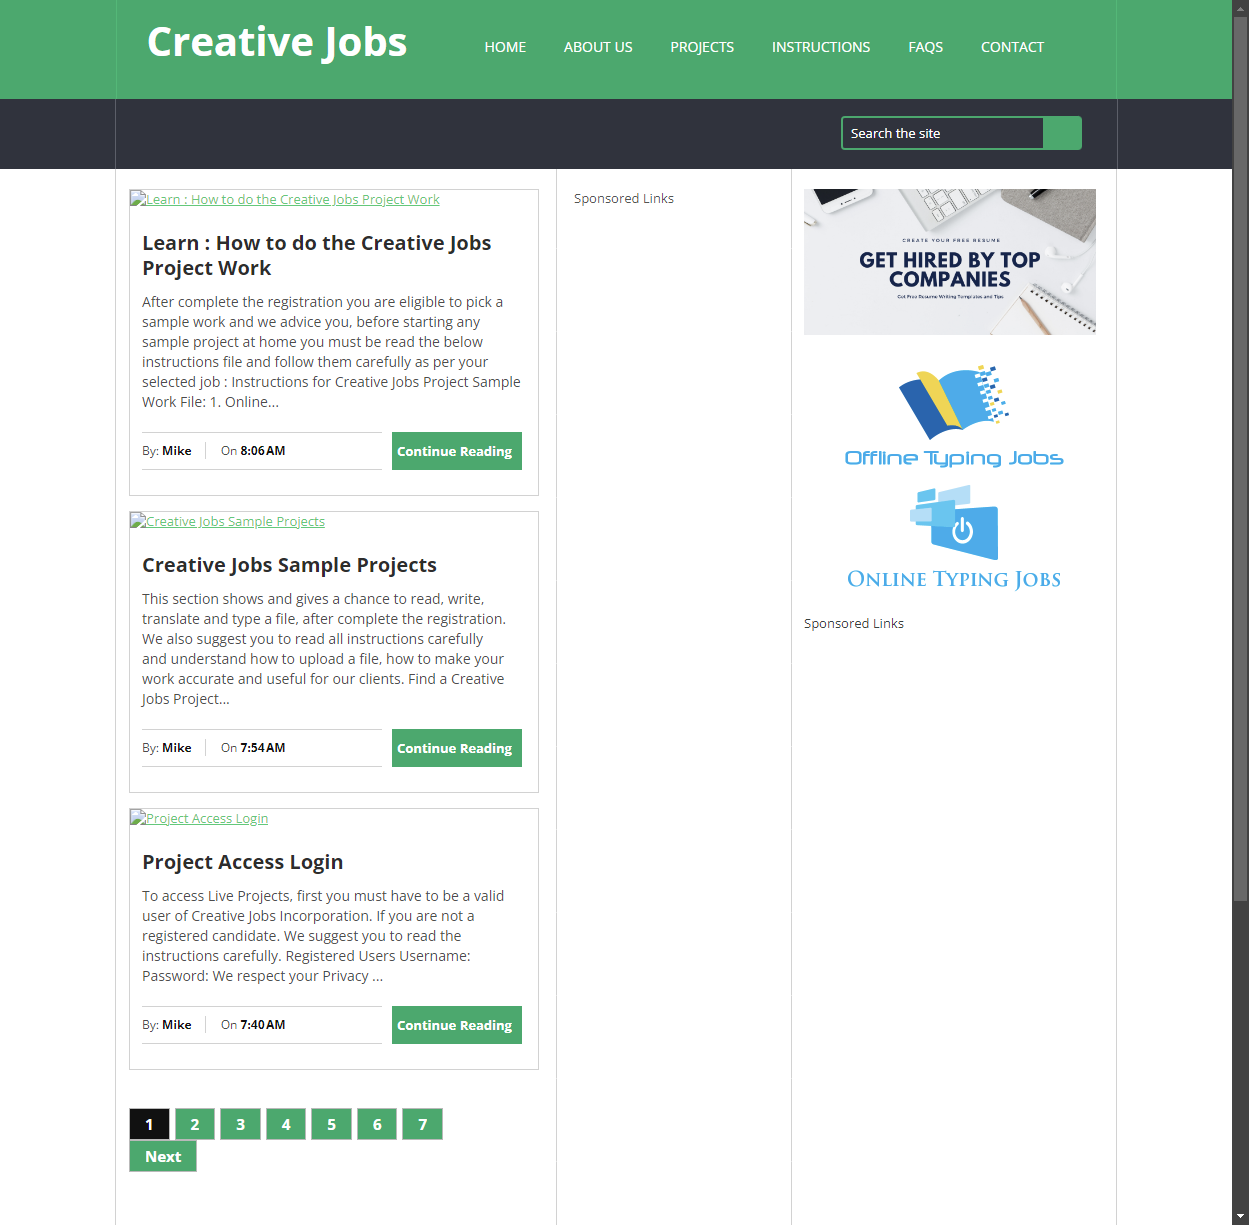 Creative Jobs
HOME
ABOUT US
PROJECTS
INSTRUCTIONS
FAQS
CONTACT
Search the site
Learn : How to do the Creative Jobs Project Work
Learn : How to do the Creative Jobs
Project Work
After complete the registration you are eligible to pick a
sample work and we advice you, before starting any
sample project at home you must be read the below
instructions file and follow them carefully as per your
selected job : Instructions for Creative Jobs Project Sample
Work File: 1. Online...
By: Mike
On 8:06 AM
Continue Reading
Creative Jobs Sample Projects
Creative Jobs Sample Projects
This section shows and gives a chance to read, write,
translate and type a file, after complete the registration.
We also suggest you to read all instructions carefully
and understand how to upload a file, how to make your
work accurate and useful for our clients. Find a Creative
Jobs Project...
By: Mike
On 7:54 AM
Continue Reading
Project Access Login
Project Access Login
To access Live Projects, first you must have to be a valid
user of Creative Jobs Incorporation. If you are not a
registered candidate. We suggest you to read the
instructions carefully. Registered Users Username:
Password: We respect your Privacy ...
By: Mike
On 7:40 AM
Continue Reading
1 2 3 4 5 6 7
Next
Sponsored Links
CREATE YOUR FREE RESUME
GET HIRED BY TOP
COMPANIES
Get Free Resume Writing Templates and Tips
Offline Typing Jobs
ONLINE TYPING JOBS
Sponsored Links